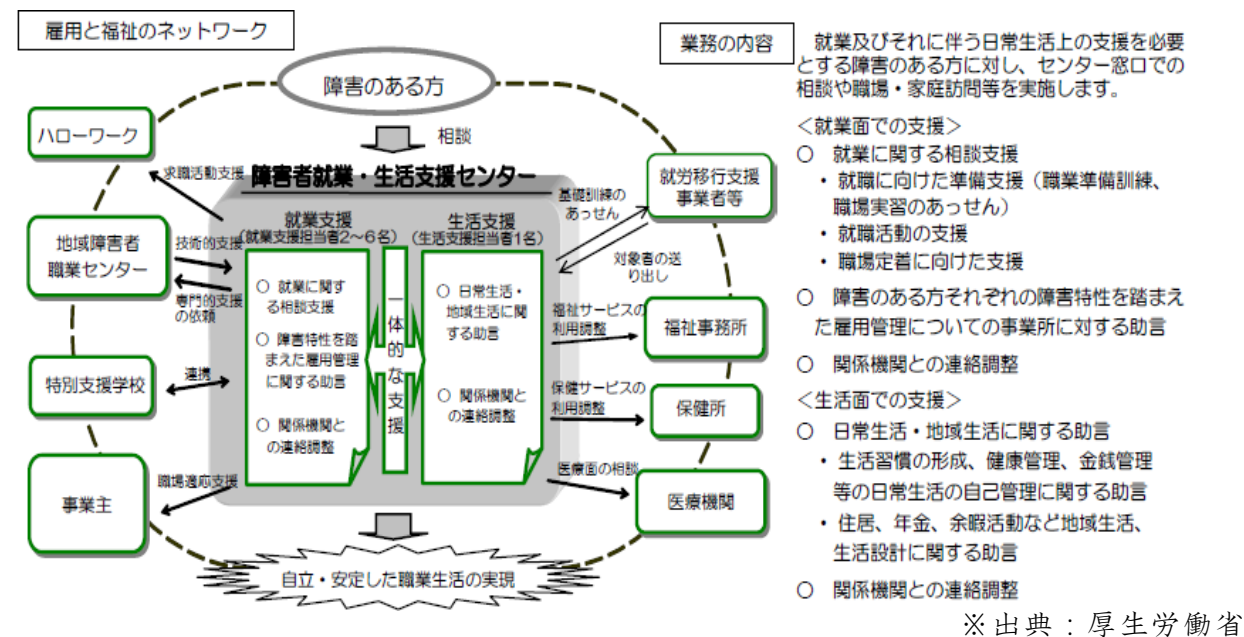 雇用と福祉のネットワーク
障害のある方
相談
ハローワーク
求職活動支援
地域障害者
職業センター
技術的支援
専門的支援
の依頼
特別支援学校
連携
事業主
職場適応支援
障害者就業・生活支援センター
就業支援
(就業支援担当者2~6名)
○ 就業に関す
る相談支援
○ 障害特性を踏
まえた雇用管理
に関する助言
○ 関係機関と
の連絡調整
一体的な支援
生活支援
(生活支援担当者1名)
○ 日常生活・
地域生活に関
する助言
○ 関係機関と
の連絡調整
基礎訓練の
あっせん
就労移行支援
事業者等
対象者の送
り出し
福祉サービスの
利用調整
福祉事務所
保健サービスの
利用調整
保健所
医療面の相談
医療機関
自立・安定した職業生活の実現
業務の内容
就業及びそれに伴う日常生活上の支援を必要
とする障害のある方に対し、センター窓口での
相談や職場・家庭訪問等を実施します。
<就業面での支援>
○ 就業に関する相談支援
・就職に向けた準備支援(職業準備訓練、
職場実習のあっせん)
・就職活動の支援
・職場定着に向けた支援
○ 障害のある方それぞれの障害特性を踏まえ
た雇用管理についての事業所に対する助言
○ 関係機関との連絡調整
<生活面での支援>
○ 日常生活・地域生活に関する助言
・生活習慣の形成、健康管理、金銭管理
等の日常生活の自己管理に関する助言
・住居、年金、余暇活動など地域生活、
生活設計に関する助言
○ 関係機関との連絡調整
※出典:厚生労働省